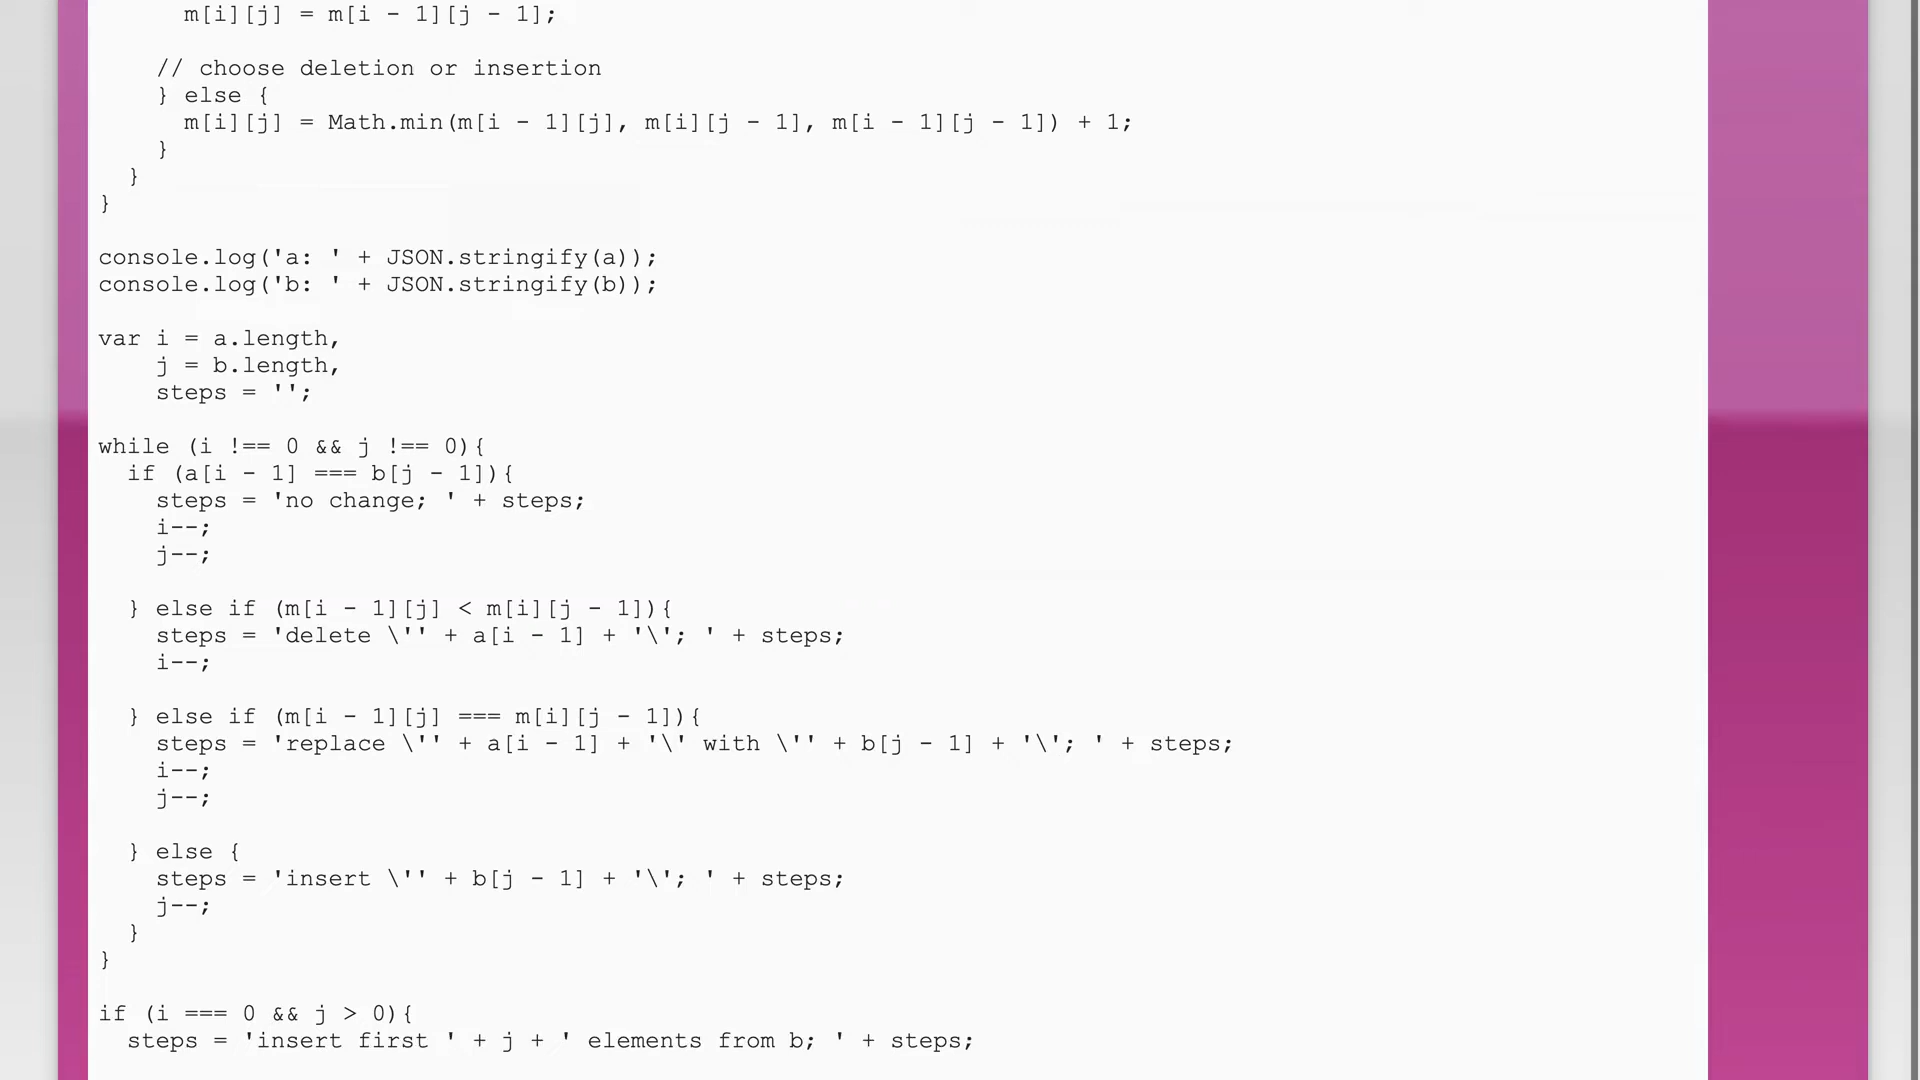 m[i][j] = m[i - 1][j - 1];
// choose deletion or insertion
} else {
m[i][j] = Math.min(m[i - 1][j], m[i][j - 1], m[i - 1][j - 1]) + 1;
}
}
}
console.log('a: ' + JSON.stringify(a));
console.log('b: ' + JSON.stringify(b));
var i = a.length,
j = b.length,
steps = '';
while (i !== 0 && j !== 0){
if (a[i - 1] === b[j - 1]){
steps = 'no change; ' + steps;
i--;
j--;
} else if (m[i - 1][j] < m[i][j - 1]){
steps = 'delete \'' + a[i - 1] + '\'; ' + steps;
i--;
} else if (m[i - 1][j] === m[i][j - 1]){
steps = 'replace \'' + a[i - 1] + '\' with \'' + b[j - 1] + '\'; ' + steps;
i--;
j--;
} else {
steps = 'insert \'' + b[j - 1] + '\'; ' + steps;
j--;
}
}
if (i === 0 && j > 0){
steps = 'insert first ' + j + ' elements from b; ' + steps;